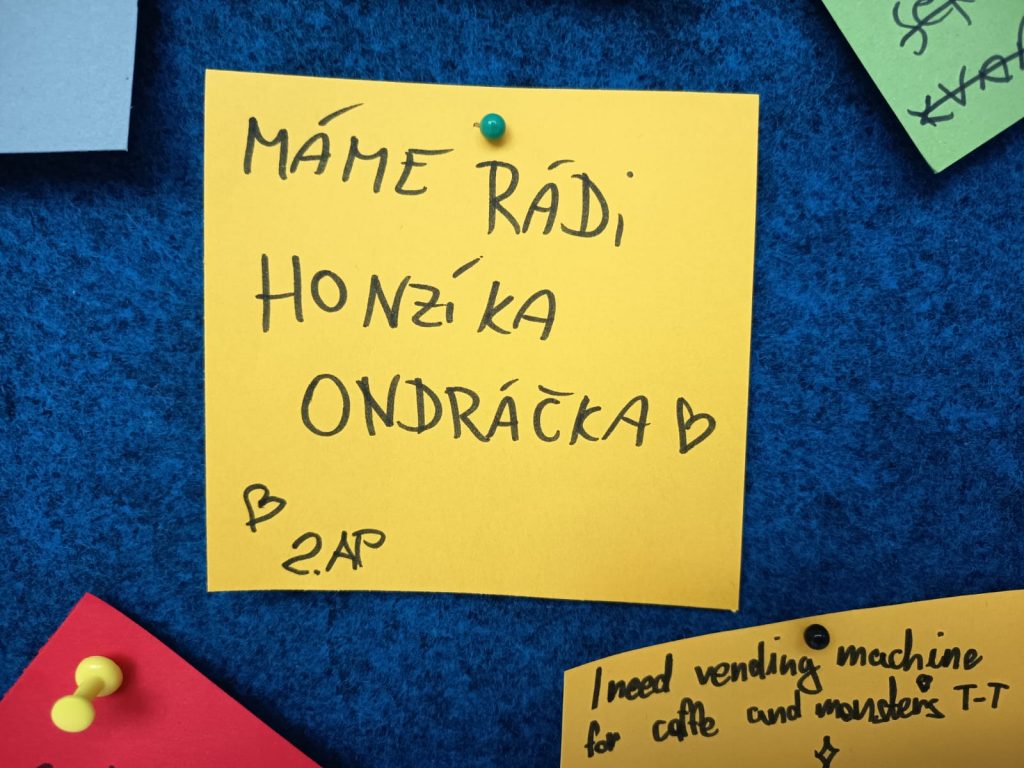 MÁME RÁDi
HONZíKA
ONDRÁČKA
2.AP
I need vending machine
for caffe and monsters T-T